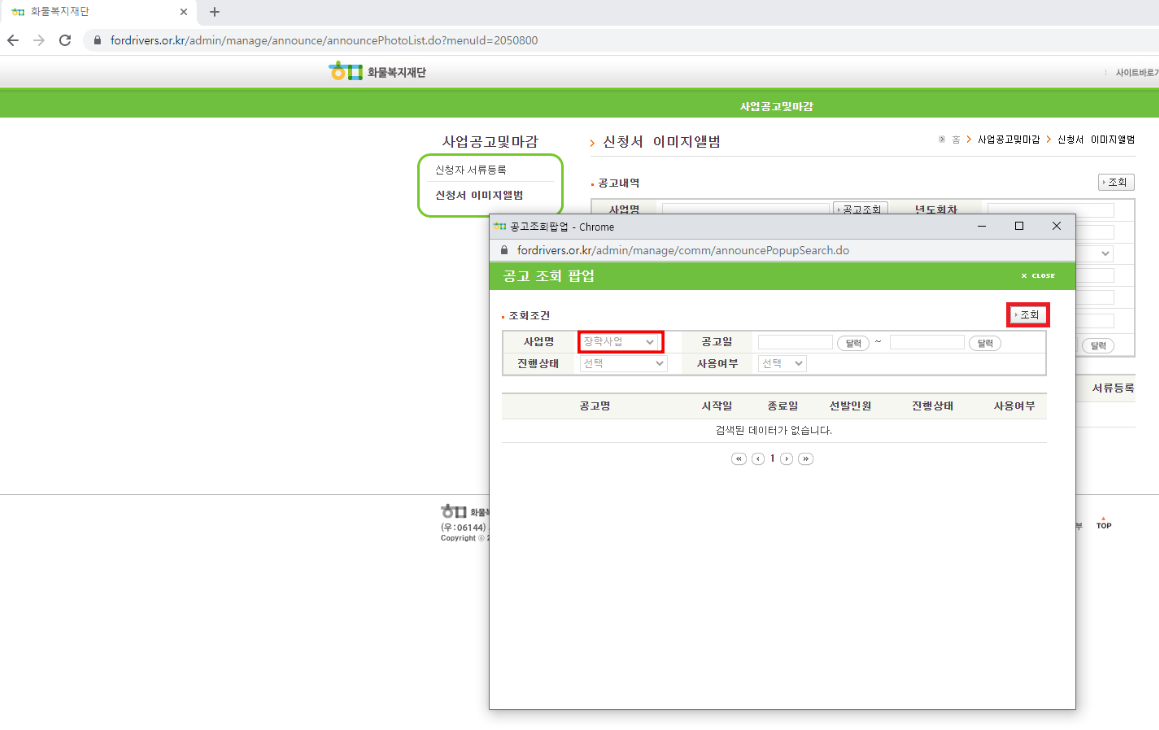 화물복지재단
fordrivers.or.kr/admin/manage/announce/announcePhotoList.do?menuId=2050800
화물복지재단
사이트바로가
사업공고및마감
사업공고및마감
신청자 서류등록
신청서 이미지앨범
신청서 이미지앨범
홈 > 사업공고및마감 > 신청서 이미지앨범
공고내역
조회
사업명
공고조회
년도회차
달력
서류등록
공고조회팝업 - Chrome
fordrivers.or.kr/admin/manage/comm/announcePopupSearch.do
공고 조회 팝업
× CLOSE
조회조건
조회
사업명
장학사업
공고일
달력 ~ 달력
진행상태
선택
사용여부
선택
공고명 시작일 종료일 선발인원 진행상태 사용여부
검색된 데이터가 없습니다.
« ‹ 1 › »
(우:06144)
Copyright ©
TOP